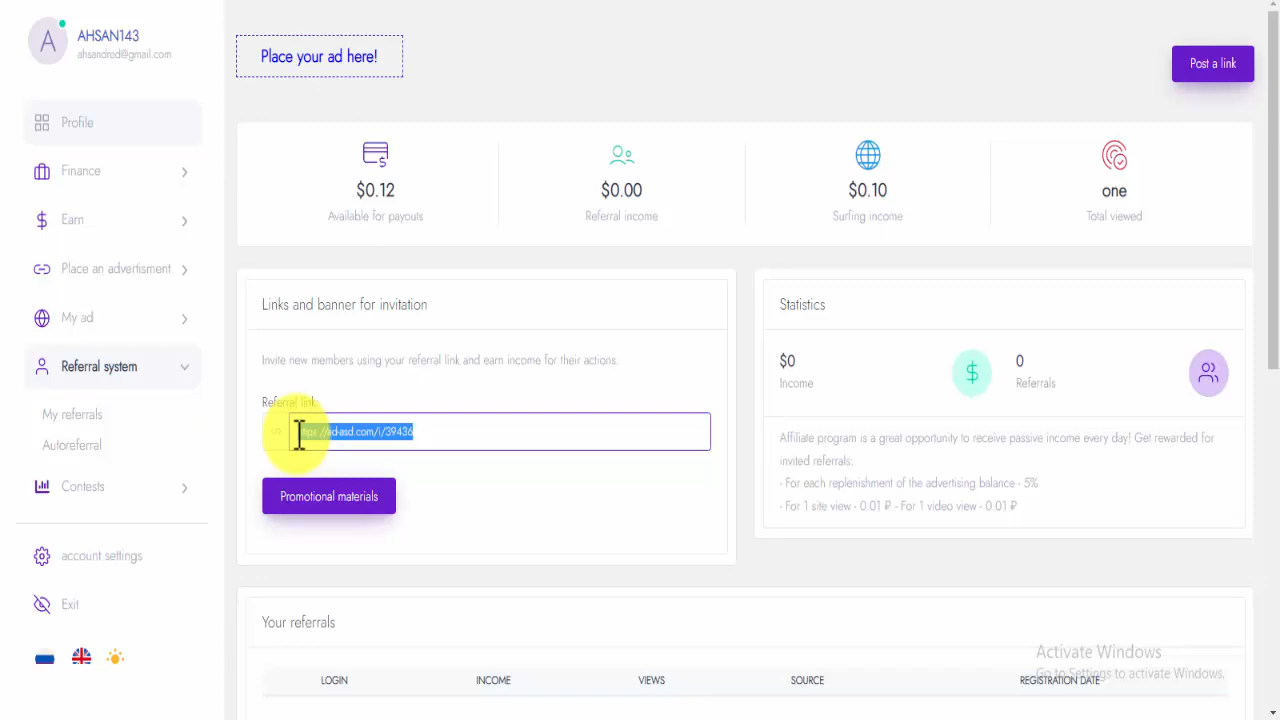 A
AHSAN143
ahsandred@gmail.com
Profile
Finance
Earn
Place an advertisment
My ad
Referral system
My referrals
Autoreferral
Contests
account settings
Exit
Place your ad here!
Post a link
$0.12
Available for payouts
$0.00
Referral income
$0.10
Surfing income
one
Total viewed
Links and banner for invitation
Invite new members using your referral link and earn income for their actions.
Referral link:
https://ad-asd.com/i/39436
Promotional materials
Statistics
$0
Income
0
Referrals
Affiliate program is a great opportunity to receive passive income every day! Get rewarded for
invited referrals:
- For each replenishment of the advertising balance - 5%
- For 1 site view - 0.01 ₽ - For 1 video view - 0.01 ₽
Your referrals
LOGIN INCOME VIEWS SOURCE REGISTRATION DATE
Activate Windows
Go to Settings to activate Windows.